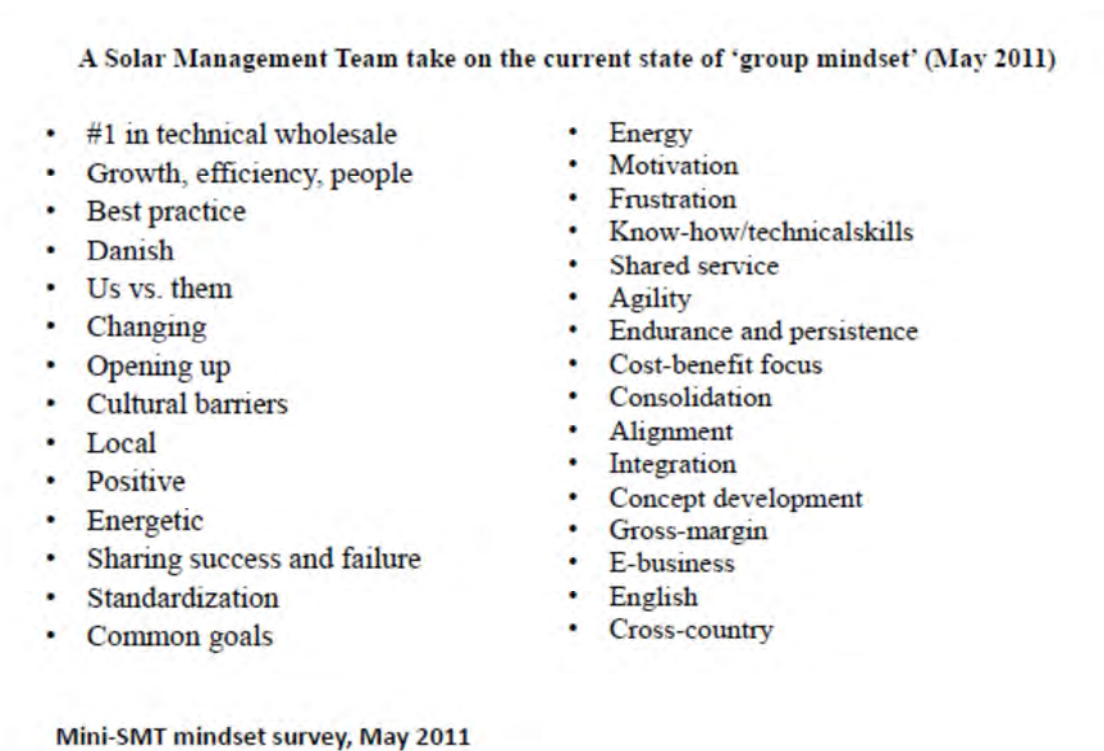 A Solar Management Team take on the current state of ‘group mindset’ (May 2011)
• #1 in technical wholesale
• Growth, efficiency, people
• Best practice
• Danish
• Us vs. them
• Changing
• Opening up
• Cultural barriers
• Local
• Positive
• Energetic
• Sharing success and failure
• Standardization
• Common goals
• Energy
• Motivation
• Frustration
• Know-how/technicalskills
• Shared service
• Agility
• Endurance and persistence
• Cost-benefit focus
• Consolidation
• Alignment
• Integration
• Concept development
• Gross-margin
• E-business
• English
• Cross-country
Mini-SMT mindset survey, May 2011